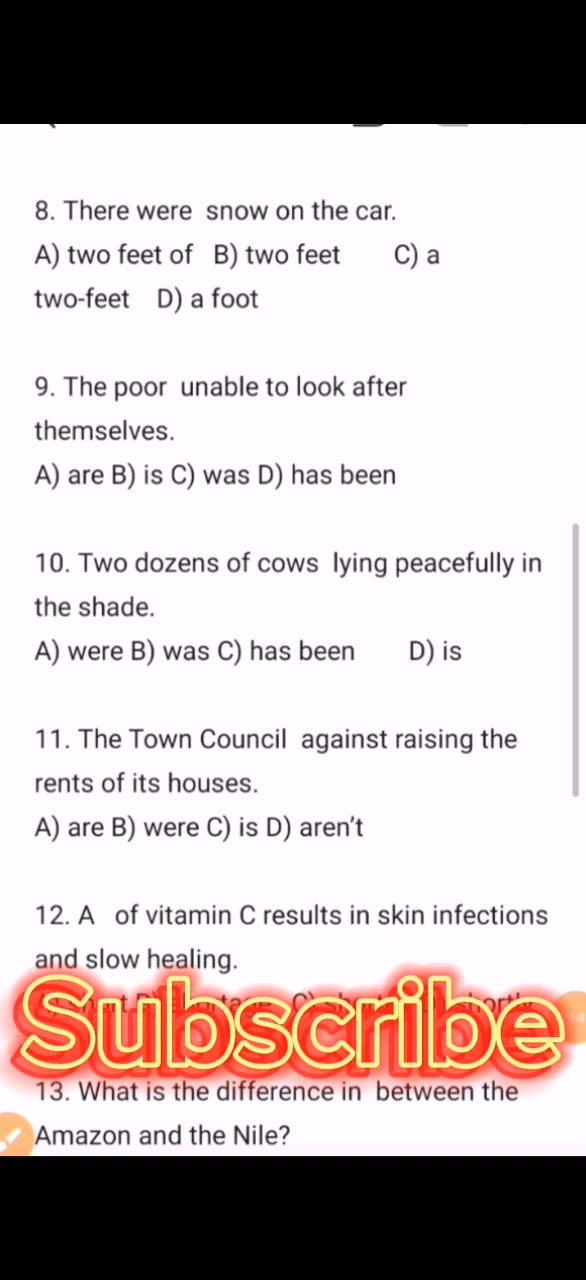 8. There were snow on the car.
A) two feet of B) two feet C) a
two-feet D) a foot
9. The poor unable to look after
themselves.
A) are B) is C) was D) has been
10. Two dozens of cows lying peacefully in
the shade.
A) were B) was C) has been D) is
11. The Town Council against raising the
rents of its houses.
A) are B) were C) is D) aren't
12. A of vitamin C results in skin infections
and slow healing.
Subscribe
13. What is the difference in between the
Amazon and the Nile?